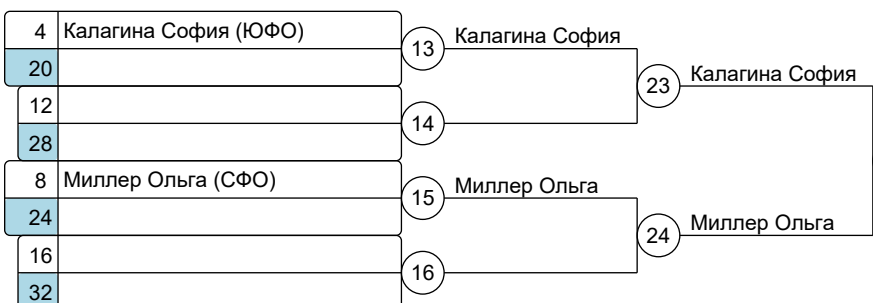 4 Калагина София (ЮФО)
13 Калагина София
20
23 Калагина София
12
14
28
8 Миллер Ольга (СФО)
15 Миллер Ольга
24
24 Миллер Ольга
16
16
32